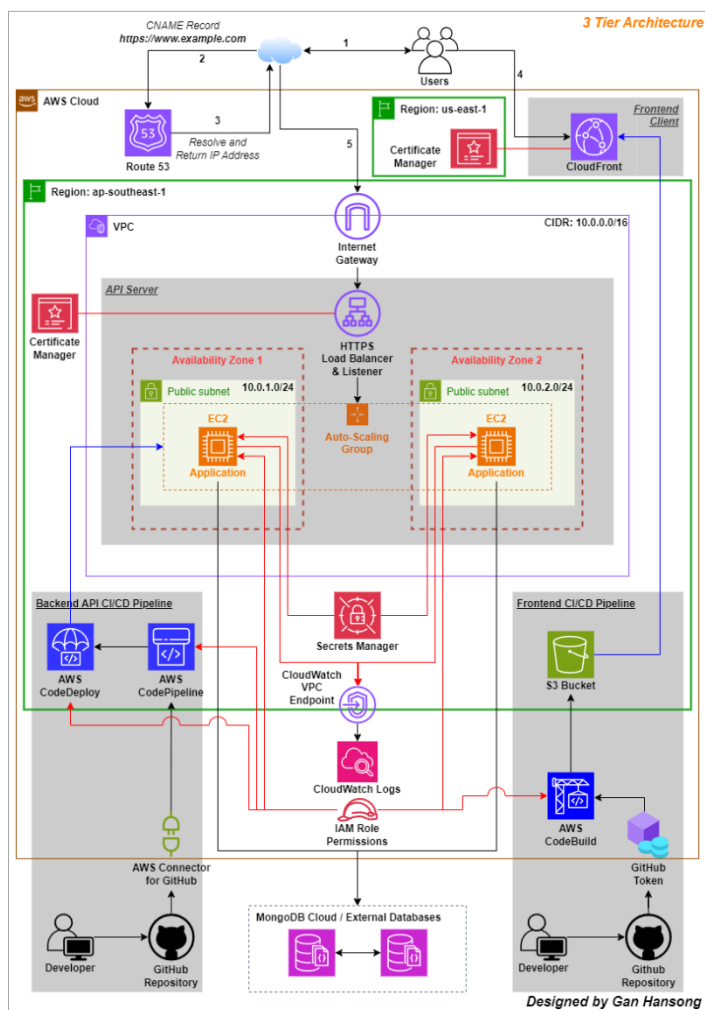 3 Tier Architecture
CNAME Record
https://www.example.com
1
2
Users
4
aws
AWS Cloud
Region: us-east-1
Frontend
Client
53
3
Resolve and
Return IP Address
Route 53
5
Certificate
Manager
CloudFront
Region: ap-southeast-1
VPC
CIDR: 10.0.0.0/16
Internet
Gateway
API Server
Certificate
Manager
HTTPS
Load Balancer
& Listener
Availability Zone 1
Availability Zone 2
Public subnet
10.0.1.0/24
Public subnet
10.0.2.0/24
EC2
Application
Auto-Scaling
Group
EC2
Application
Backend API CI/CD Pipeline
Frontend CI/CD Pipeline
Secrets Manager
AWS
CodeDeploy
AWS
CodePipeline
CloudWatch
VPC
Endpoint
S3 Bucket
CloudWatch Logs
IAM Role
Permissions
AWS
CodeBuild
AWS Connector
for GitHub
GitHub
Token
MongoDB Cloud / External Databases
Developer
GitHub
Repository
Developer
Github
Repository
Designed by Gan Hansong